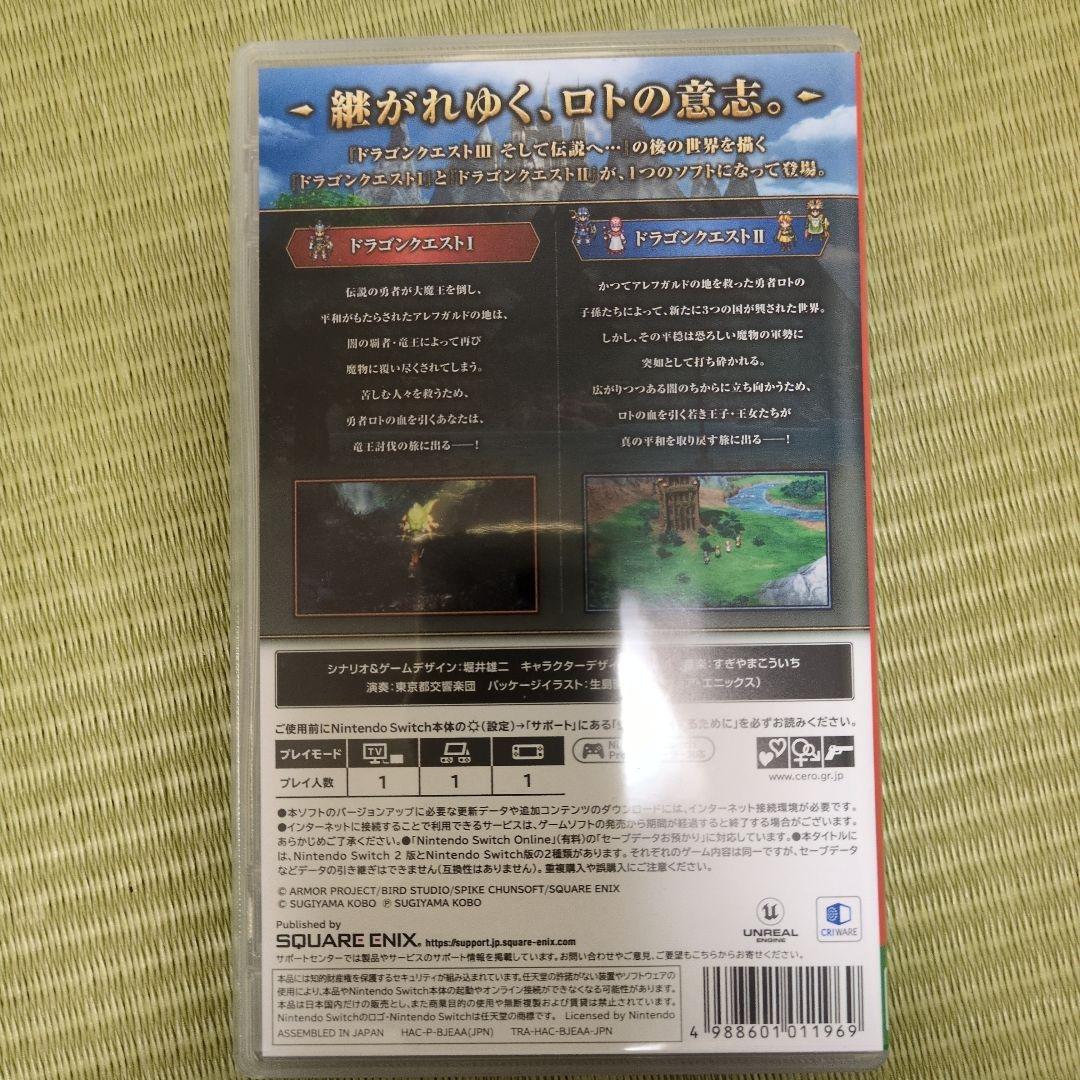 継がれゆく、ロトの意志。
『ドラゴンクエストIII そして伝説へ…』の後の世界を描く
『ドラゴンクエストI』と『ドラゴンクエストII』が、1つのソフトになって登場。
ドラゴンクエストI
伝説の勇者が大魔王を倒し、
平和がもたらされたアレフガルドの地は、
闇の覇者・竜王によって再び
魔物に覆い尽くされてしまう。
苦しむ人々を救うため、
勇者ロトの血を引くあなたは、
竜王討伐の旅に出る――!
ドラゴンクエストII
かつてアレフガルドの地を救った勇者ロトの
子孫たちによって、新たに3つの国が興された世界。
しかし、その平穏は恐ろしい魔物の軍勢に
突如として打ち砕かれる。
広がりつつある闇のちからに立ち向かうため、
ロトの血を引く若き王子・王女たちが
真の平和を取り戻す旅に出る――!
シナリオ&ゲームデザイン:堀井雄二 キャラクターデザイ すぎやまこういち
演奏:東京都交響楽団 パッケージイラスト:生島 エニックス)
ご使用前にNintendo Switch本体の(設定)→「サポート」にある ために」を必ずお読みください。
プレイモード TV
プレイ人数 1 1 1
www.cero.gr.jp
●本ソフトのバージョンアップに必要な更新データや追加コンテンツのダウンロードには、インターネット接続環境が必要です。
●インターネットに接続することで利用できるサービスは、ゲームソフトの発売から期間が経過すると終了する場合がございます。
あらかじめご了承ください。●「Nintendo Switch Online」(有料)の「セーブデータお預かり」に対応しています。●本タイトルに
は、Nintendo Switch 2 版とNintendo Switch版の2種類があります。それぞれのゲーム内容は同一ですが、セーブデータ
などデータの引き継ぎはできません(互換性はありません)。重複購入や誤購入にご注意ください。
© ARMOR PROJECT/BIRD STUDIO/SPIKE CHUNSOFT/SQUARE ENIX
© SUGIYAMA KOBO ℗ SUGIYAMA KOBO
Published by
SQUARE ENIX. https://support.jp.square-enix.com
サポートセンターでは製品やサービスのサポート情報を掲載しています。お問い合わせやご意見、ご要望もこちらからお寄せください。
UNREAL
ENGINE
CRIWARE
本品には知的財産権を保護するセキュリティが組み込まれています。任天堂の許諾がない装置やソフトウェアの
使用により、本品やNintendo Switch本体の起動やオンライン接続ができなくなる可能性があります。
本品は日本国内だけの販売とし、また商業目的の使用や無断複製および賃貸は禁止されています。
Nintendo Switchのロゴ・Nintendo Switchは任天堂の商標です。 Licensed by Nintendo
ASSEMBLED IN JAPAN HAC-P-BJEAA(JPN) TRA-HAC-BJEAA-JPN
4 988601 011969